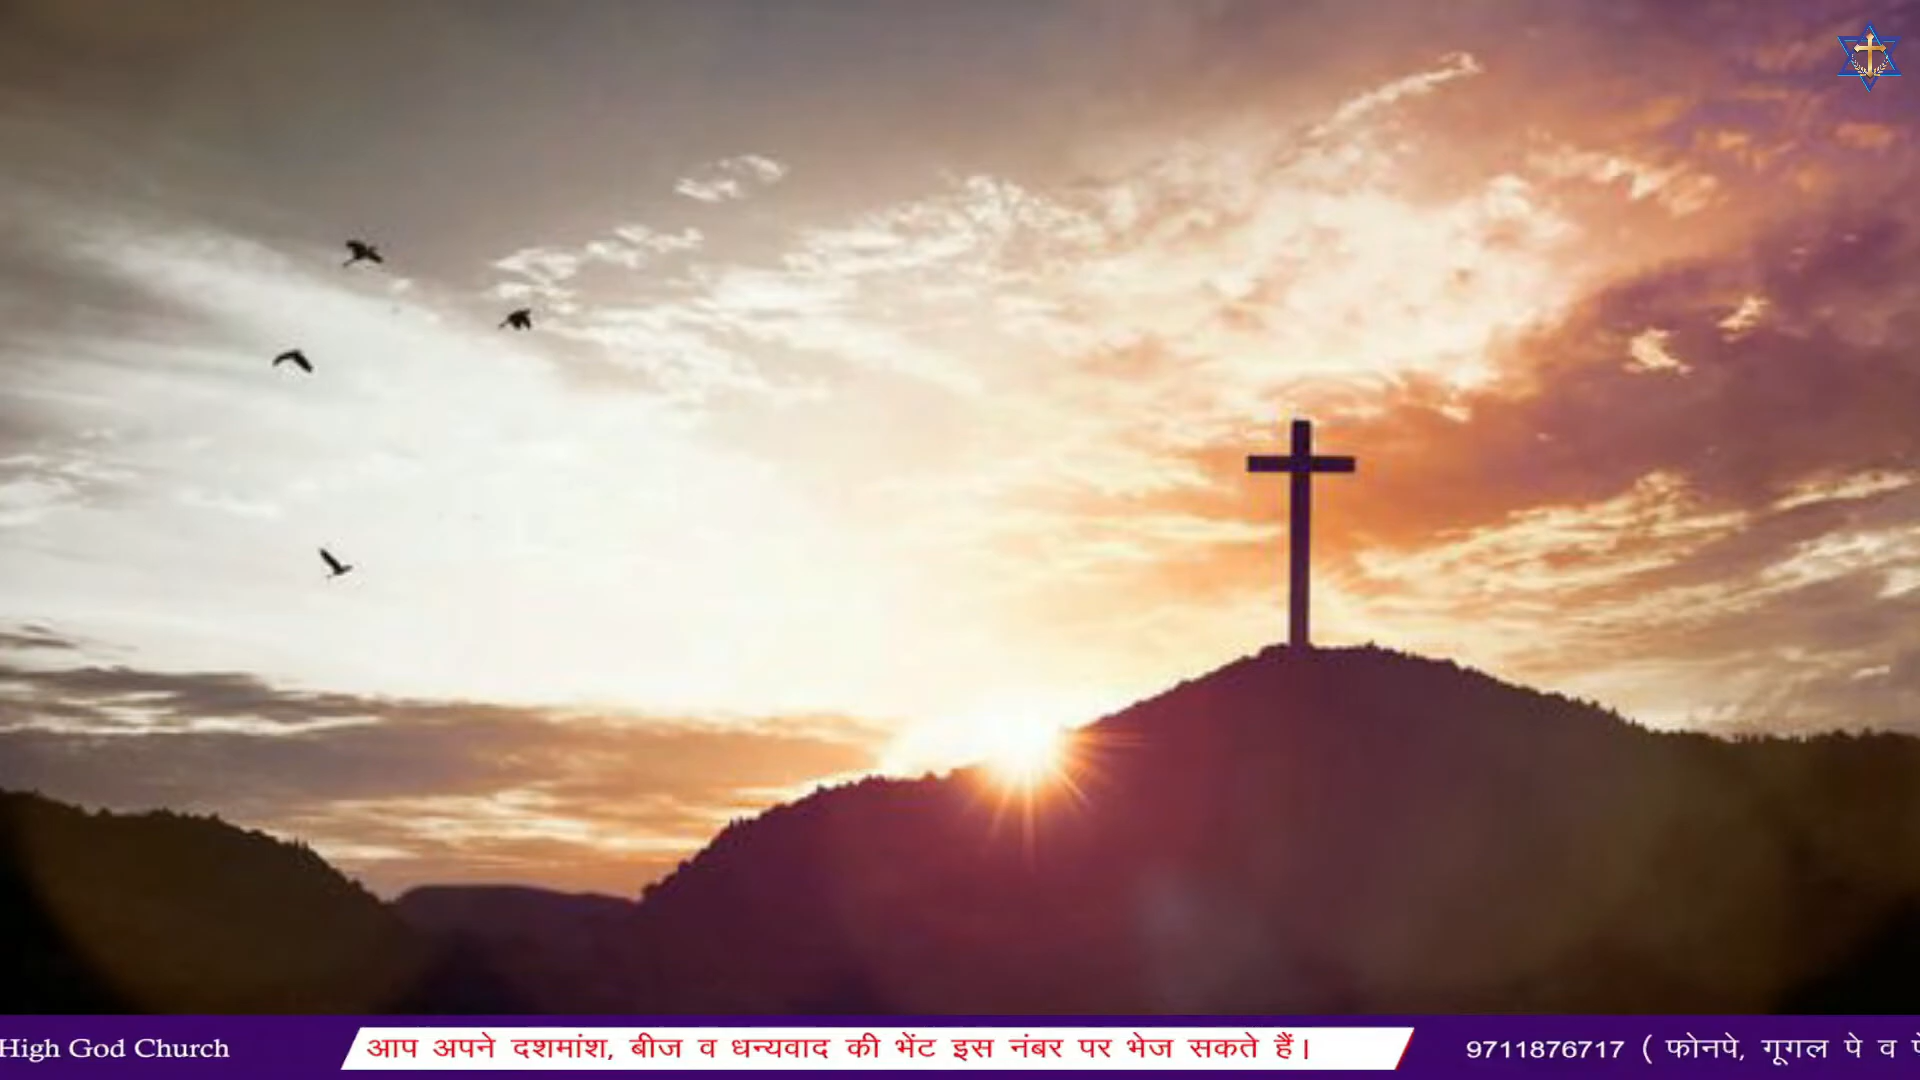 High God Church आप अपने दशमांश, बीज व धन्यवाद की भेंट इस नंबर पर भेज सकते हैं। 9711876717 ( फोनपे, गूगल पे व